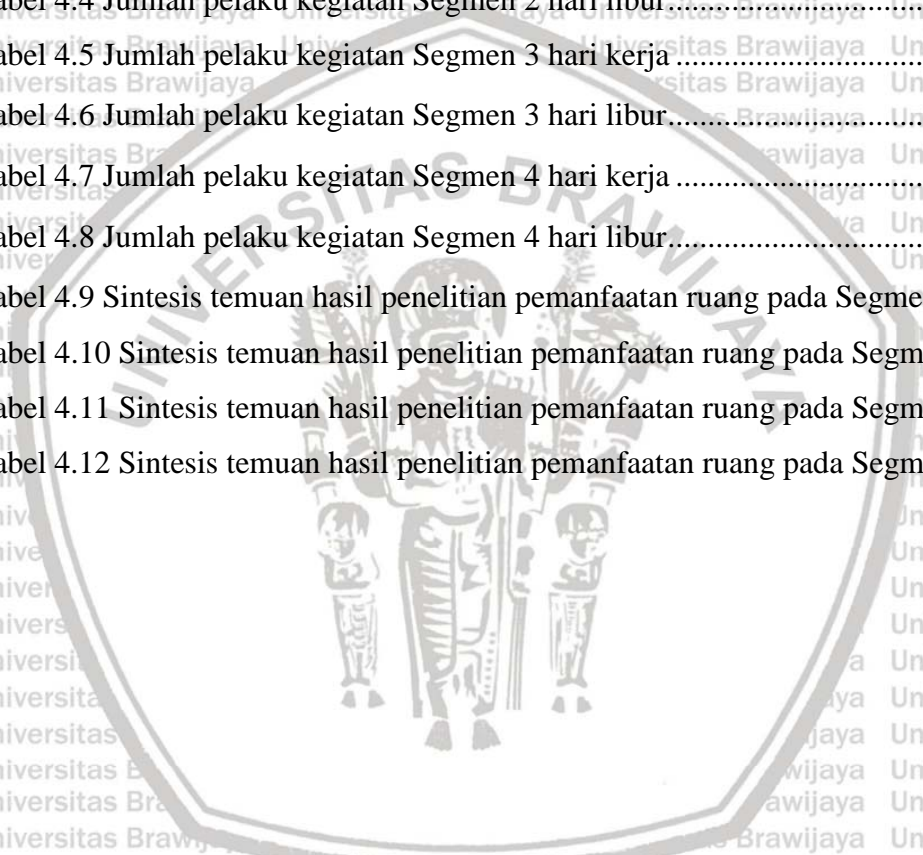 abel 4.4 Jumlah pelaku kegiatan Segmen 2 hari libur
abel 4.5 Jumlah pelaku kegiatan Segmen 3 hari kerja ..............................
abel 4.6 Jumlah pelaku kegiatan Segmen 3 hari libur..............................
abel 4.7 Jumlah pelaku kegiatan Segmen 4 hari kerja ..............................
abel 4.8 Jumlah pelaku kegiatan Segmen 4 hari libur..............................
abel 4.9 Sintesis temuan hasil penelitian pemanfaatan ruang pada Segme
abel 4.10 Sintesis temuan hasil penelitian pemanfaatan ruang pada Segm
abel 4.11 Sintesis temuan hasil penelitian pemanfaatan ruang pada Segm
abel 4.12 Sintesis temuan hasil penelitian pemanfaatan ruang pada Segm
UNIVERSITAS BRAWIJAYA